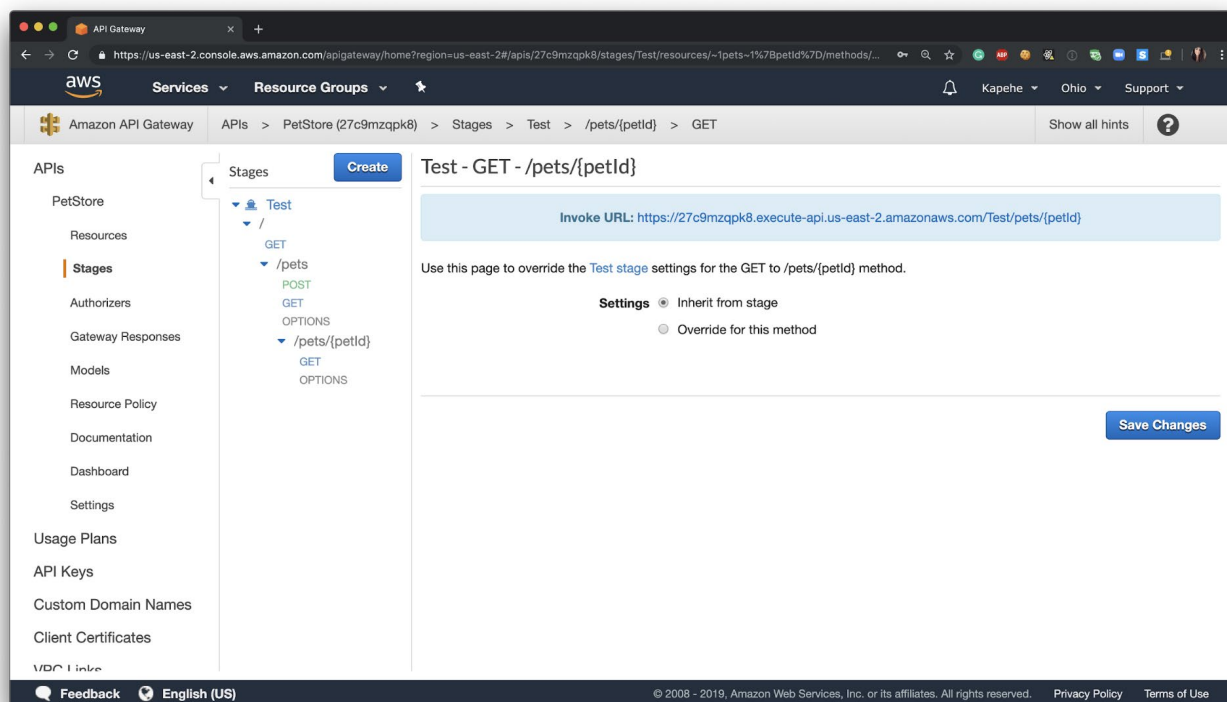 API Gateway
https://us-east-2.console.aws.amazon.com/apigateway/home?region=us-east-2#/apis/27c9mzqpk8/stages/Test/resources/~1pets~1%7BpetId%7D/methods/...
ABP
S
aws Services Resource Groups Kapehe Ohio Support
Amazon API Gateway APIs > PetStore (27c9mzqpk8) > Stages > Test > /pets/{petId} > GET Show all hints ?
APIs
PetStore
Resources
Stages
Authorizers
Gateway Responses
Models
Resource Policy
Documentation
Dashboard
Settings
Usage Plans
API Keys
Custom Domain Names
Client Certificates
VPC Links
Stages Create
Test
/
GET
/pets
POST
GET
OPTIONS
/pets/{petId}
GET
OPTIONS
Test - GET - /pets/{petId}
Invoke URL: https://27c9mzqpk8.execute-api.us-east-2.amazonaws.com/Test/pets/{petId}
Use this page to override the Test stage settings for the GET to /pets/{petId} method.
Settings Inherit from stage
Override for this method
Save Changes
Feedback English (US) © 2008 - 2019, Amazon Web Services, Inc. or its affiliates. All rights reserved. Privacy Policy Terms of Use